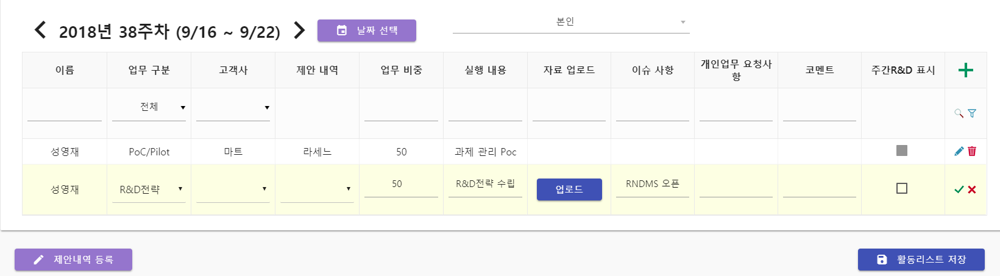 2018년 38주차 (9/16 ~ 9/22) 날짜 선택 본인
이름 업무 구분 고객사 제안 내역 업무 비중 실행 내용 자료 업로드 이슈 사항 개인업무 요청사항 코멘트 주간R&D 표시
전체
성영재 PoC/Pilot 마트 라세느 50 과제 관리 Poc
성영재 R&D전략 50 R&D전략 수립 업로드 RNDMS 오픈
제안내역 등록 활동리스트 저장